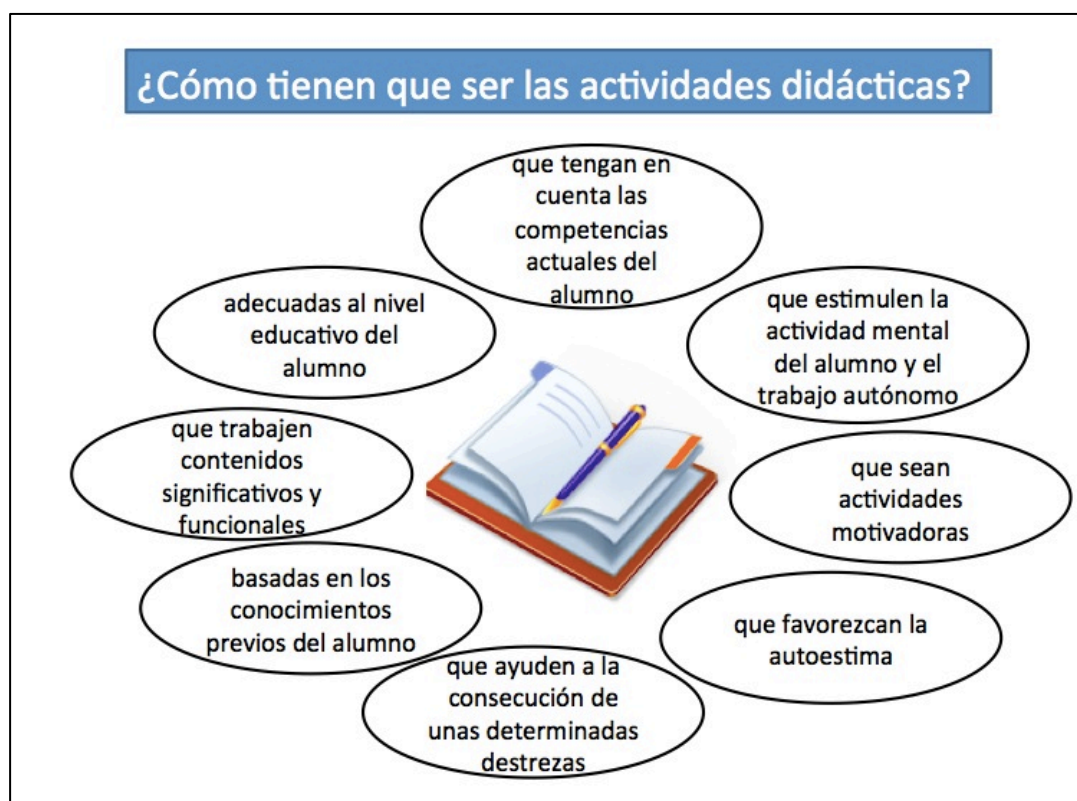 ¿Cómo tienen que ser las actividades didácticas?
que tengan en
cuenta las
competencias
actuales del
alumno
que estimulen la
actividad mental
del alumno y el
trabajo autónomo
que sean
actividades
motivadoras
que favorezcan la
autoestima
que ayuden a la
consecución de
unas determinadas
destrezas
basadas en los
conocimientos
previos del alumno
que trabajen
contenidos
significativos y
funcionales
adecuadas al nivel
educativo del
alumno